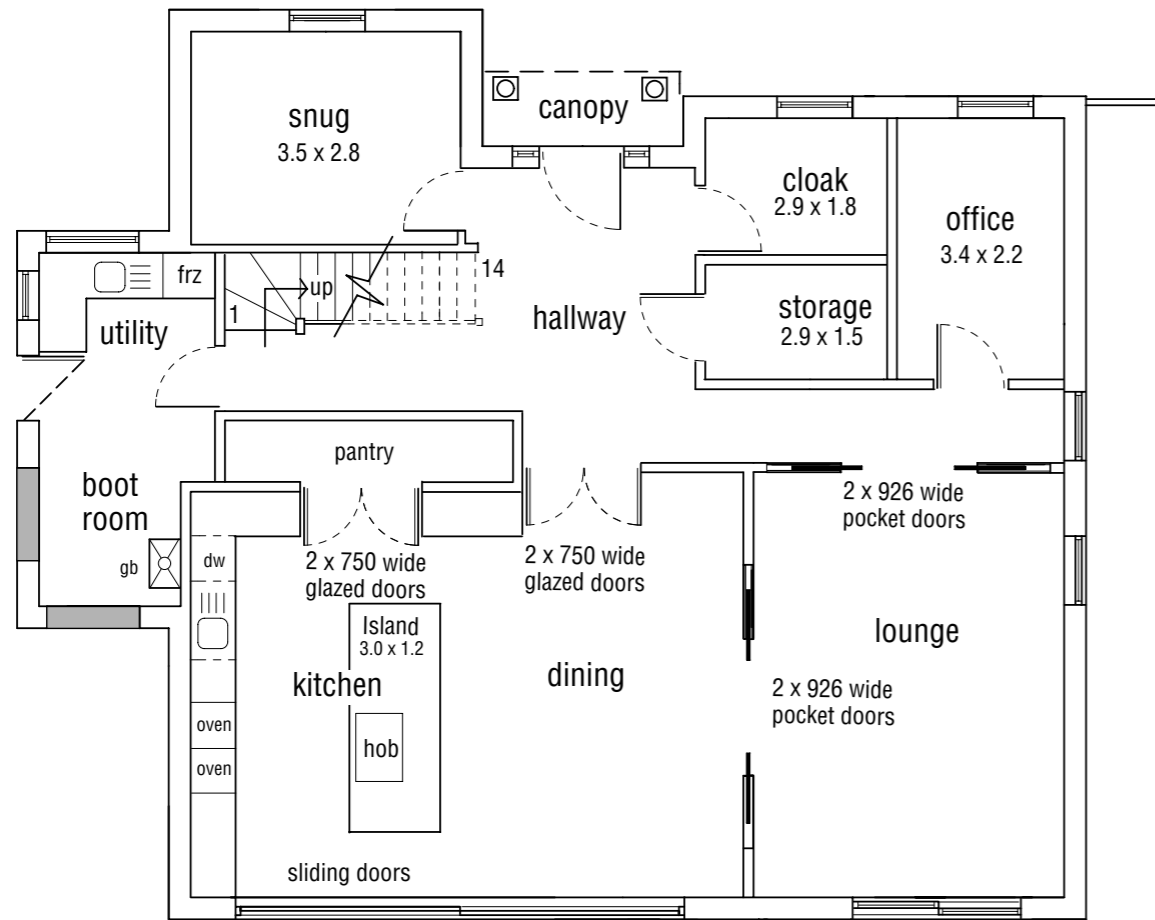 snug
3.5 x 2.8
canopy
cloak
2.9 x 1.8
office
3.4 x 2.2
frz
up
14
1
utility
hallway
storage
2.9 x 1.5
pantry
boot
room
gb
dw
2 x 750 wide
glazed doors
2 x 750 wide
glazed doors
2 x 926 wide
pocket doors
Island
3.0 x 1.2
kitchen
dining
lounge
2 x 926 wide
pocket doors
oven
hob
oven
sliding doors